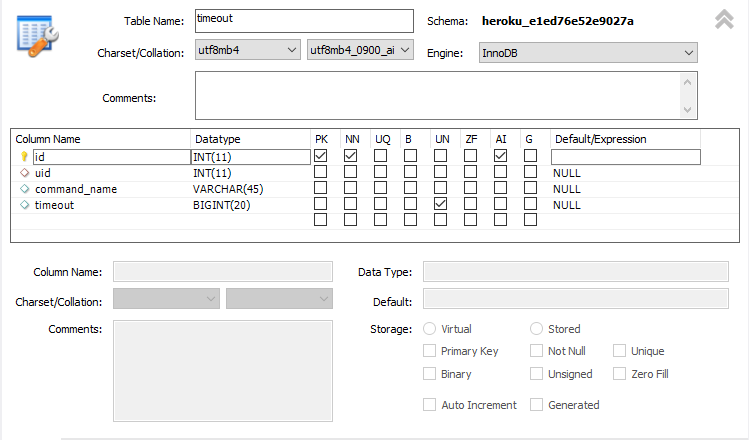 Table Name: timeout Schema: heroku_e1ed76e52e9027a
Charset/Collation: utf8mb4 utf8mb4_0900_ai Engine: InnoDB
Comments:
Column Name Datatype PK NN UQ B UN ZF AI G Default/Expression
id INT(11)
uid INT(11) NULL
command_name VARCHAR(45) NULL
timeout BIGINT(20) NULL
Column Name: Data Type:
Charset/Collation: Default:
Comments: Storage: Virtual Stored
Primary Key Not Null Unique
Binary Unsigned Zero Fill
Auto Increment Generated